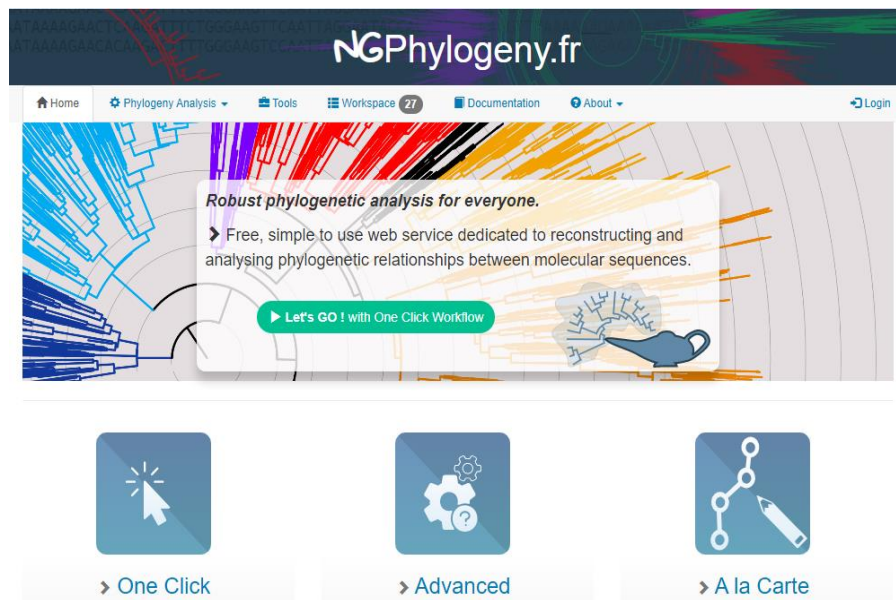 NGPhylogeny.fr
Home Phylogeny Analysis Tools Workspace 27 Documentation About Login
Robust phylogenetic analysis for everyone.
Free, simple to use web service dedicated to reconstructing and
analysing phylogenetic relationships between molecular sequences.
Let's GO ! with One Click Workflow
One Click Advanced A la Carte